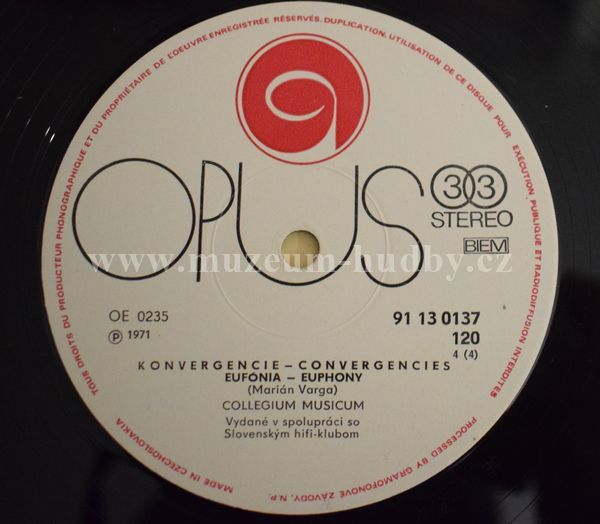 TOUS DROITS DU PRODUCTEUR PHONOGRAPHIQUE ET DU PROPRIÉTAIRE DE L'OEUVRE ENREGISTRÉE RÉSERVÉS. DUPLICATION, UTILISATION DE CE DISQUE POUR EXÉCUTION PUBLIQUE ET RADIODIFFUSION INTERDITES
OPUS
33
STEREO
BIEM
www.muzeum-hudby.cz
OE 0235
91 13 0137
Ⓟ 1971
120
4 (4)
KONVERGENCIE – CONVERGENCIES
EUFÓNIA – EUPHONY
(Marián Varga)
COLLEGIUM MUSICUM
Vydané v spolupráci so
Slovenským hifi-klubom
MADE IN CZECHOSLOVAKIA
PROCESSED BY GRAMOFONOVÉ ZÁVODY, N.P.